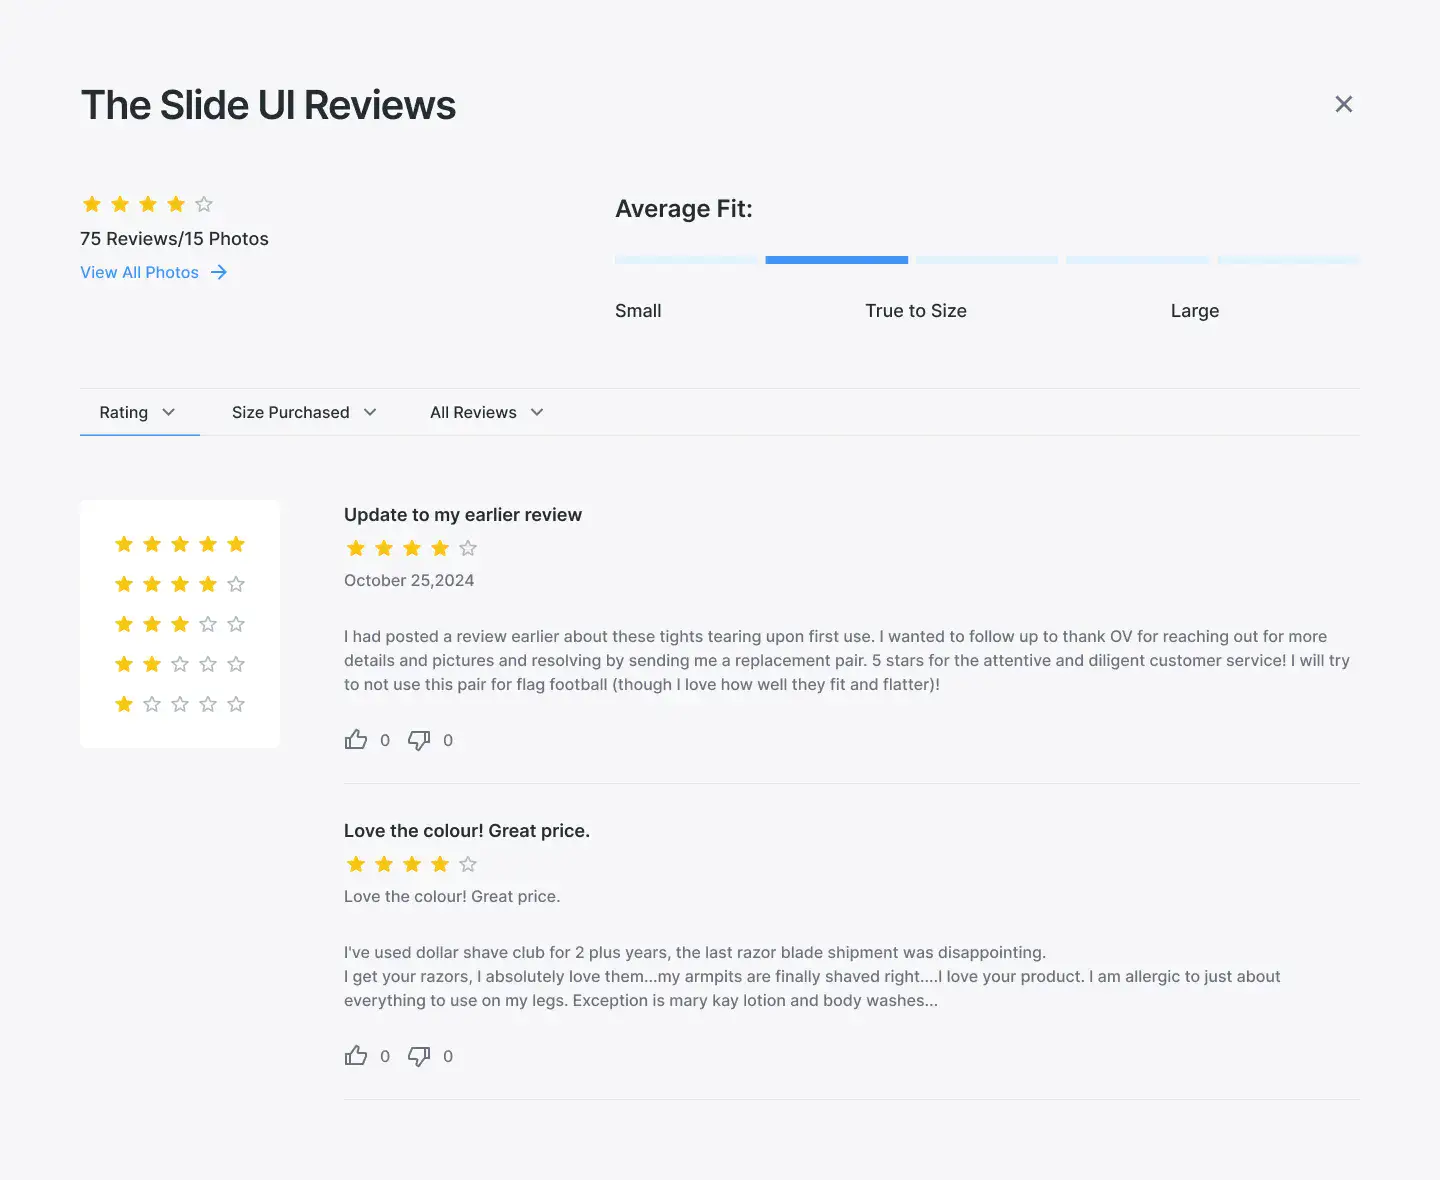 The Slide UI Reviews
75 Reviews/15 Photos
View All Photos
Average Fit:
Small
True to Size
Large
Rating
Size Purchased
All Reviews
Update to my earlier review
October 25,2024
I had posted a review earlier about these tights tearing upon first use. I wanted to follow up to thank OV for reaching out for more
details and pictures and resolving by sending me a replacement pair. 5 stars for the attentive and diligent customer service! I will try
to not use this pair for flag football (though I love how well they fit and flatter)!
0
0
Love the colour! Great price.
Love the colour! Great price.
I've used dollar shave club for 2 plus years, the last razor blade shipment was disappointing.
I get your razors, I absolutely love them...my armpits are finally shaved right....I love your product. I am allergic to just about
everything to use on my legs. Exception is mary kay lotion and body washes...
0
0